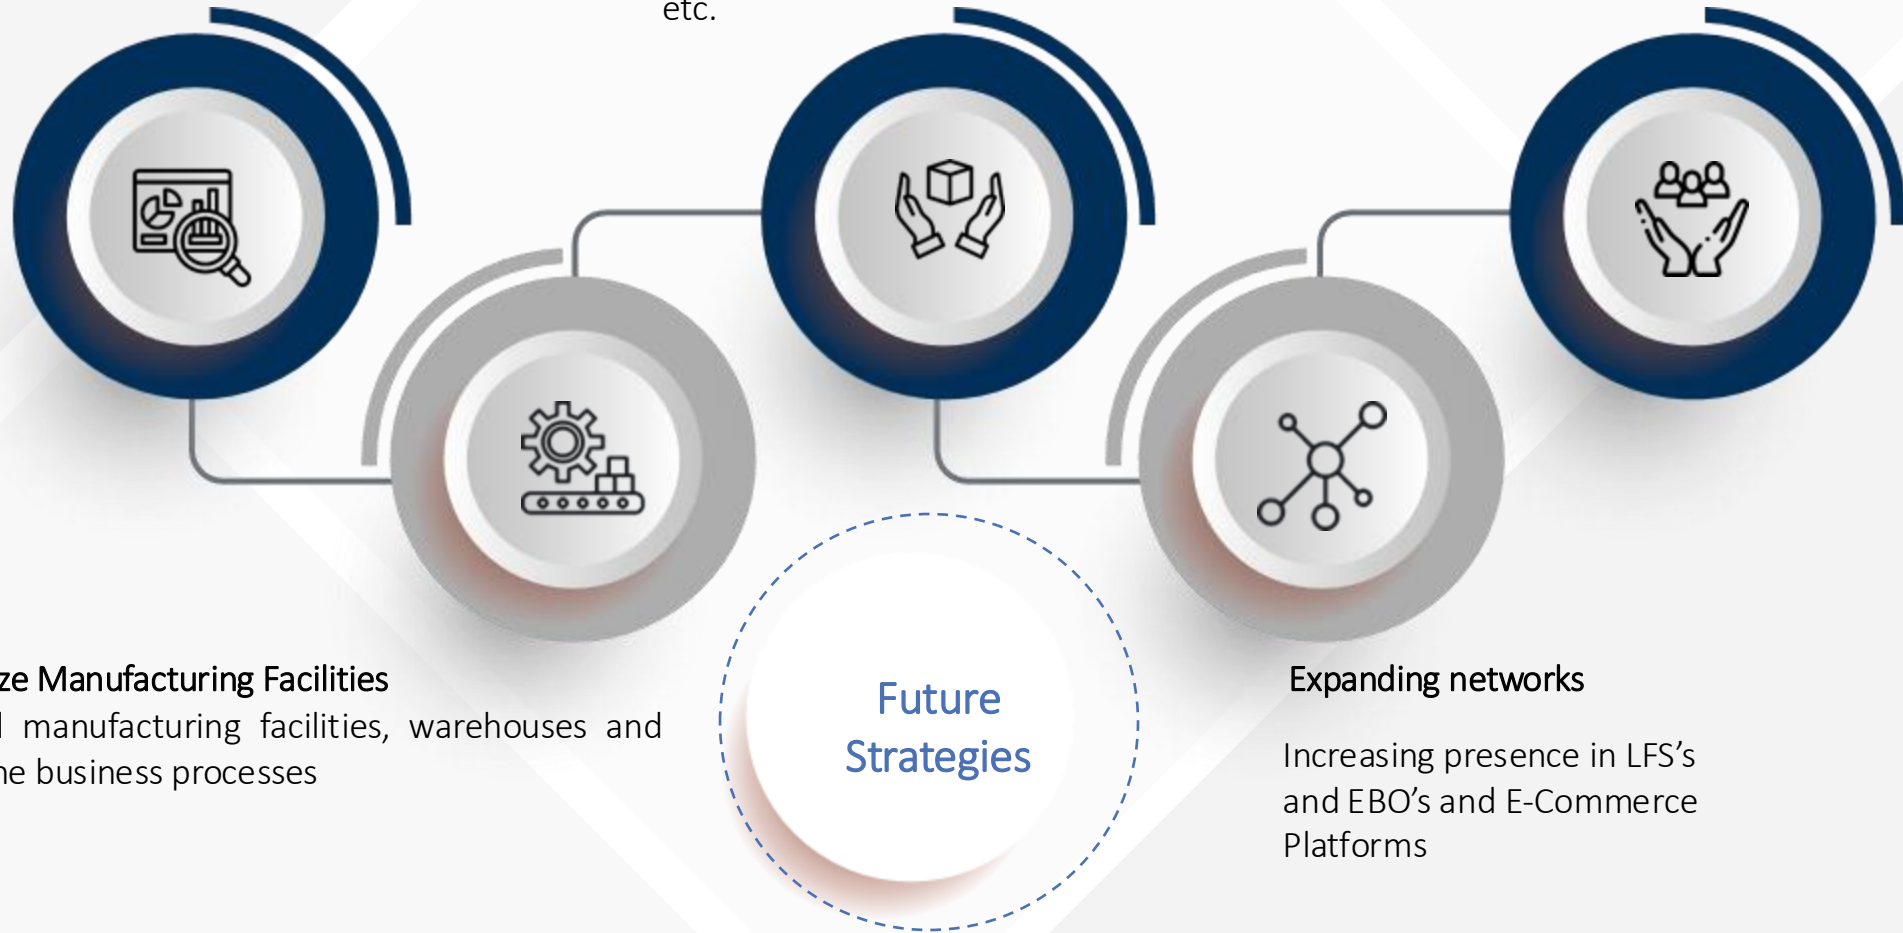 etc.
ze Manufacturing Facilities
manufacturing facilities, warehouses and
ne business processes
Future
Strategies
Expanding networks
Increasing presence in LFS’s
and EBO’s and E-Commerce
Platforms